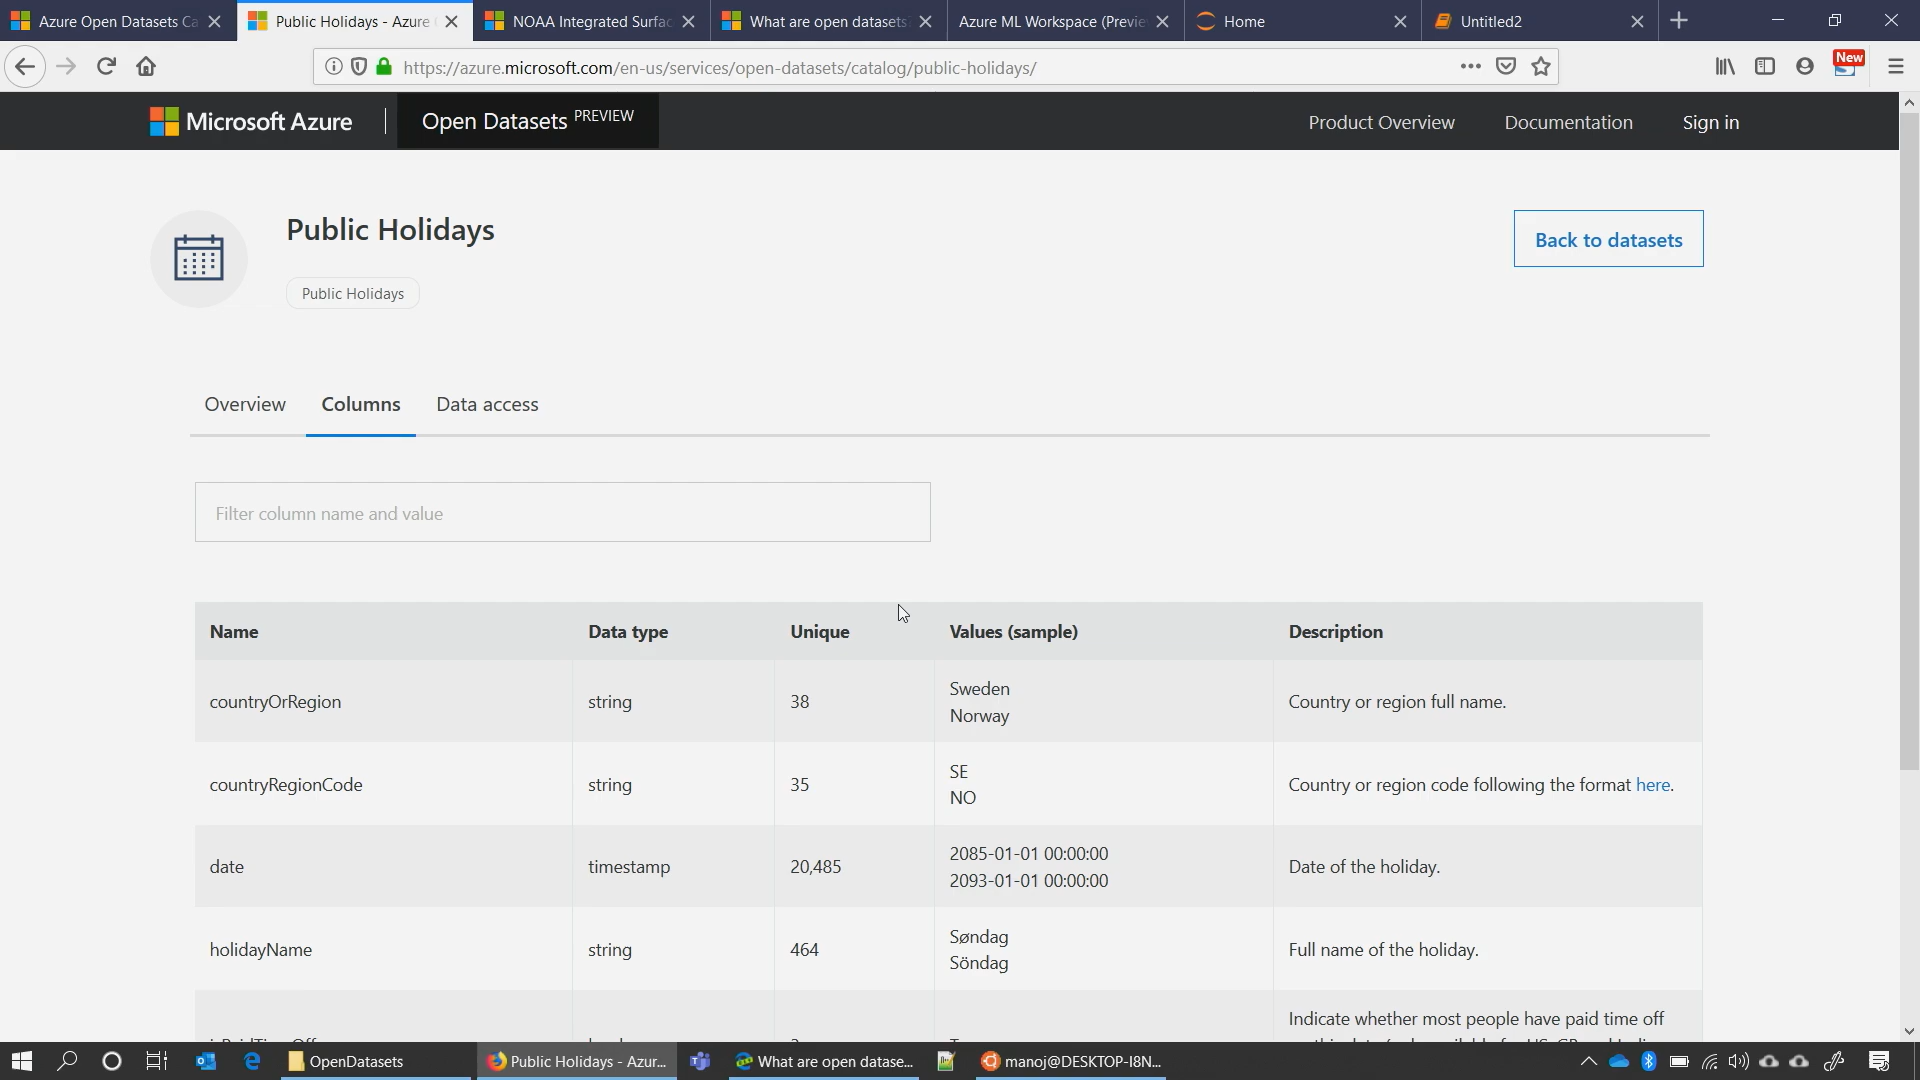 Azure Open Datasets Ca
Public Holidays - Azure
NOAA Integrated Surfac
What are open datasets
Azure ML Workspace (Previe
Home
Untitled2
https://azure.microsoft.com/en-us/services/open-datasets/catalog/public-holidays/
New
Microsoft Azure
Open Datasets PREVIEW
Product Overview
Documentation
Sign in
Public Holidays
Back to datasets
Public Holidays
Overview
Columns
Data access
Filter column name and value
Name Data type Unique Values (sample) Description
countryOrRegion string 38 Sweden
Norway
Country or region full name.
countryRegionCode string 35 SE
NO
Country or region code following the format here.
date timestamp 20,485 2085-01-01 00:00:00
2093-01-01 00:00:00
Date of the holiday.
holidayName string 464 Søndag
Söndag
Full name of the holiday.
Indicate whether most people have paid time off
OpenDatasets
Public Holidays - Azur...
What are open datase...
manoj@DESKTOP-I8N...